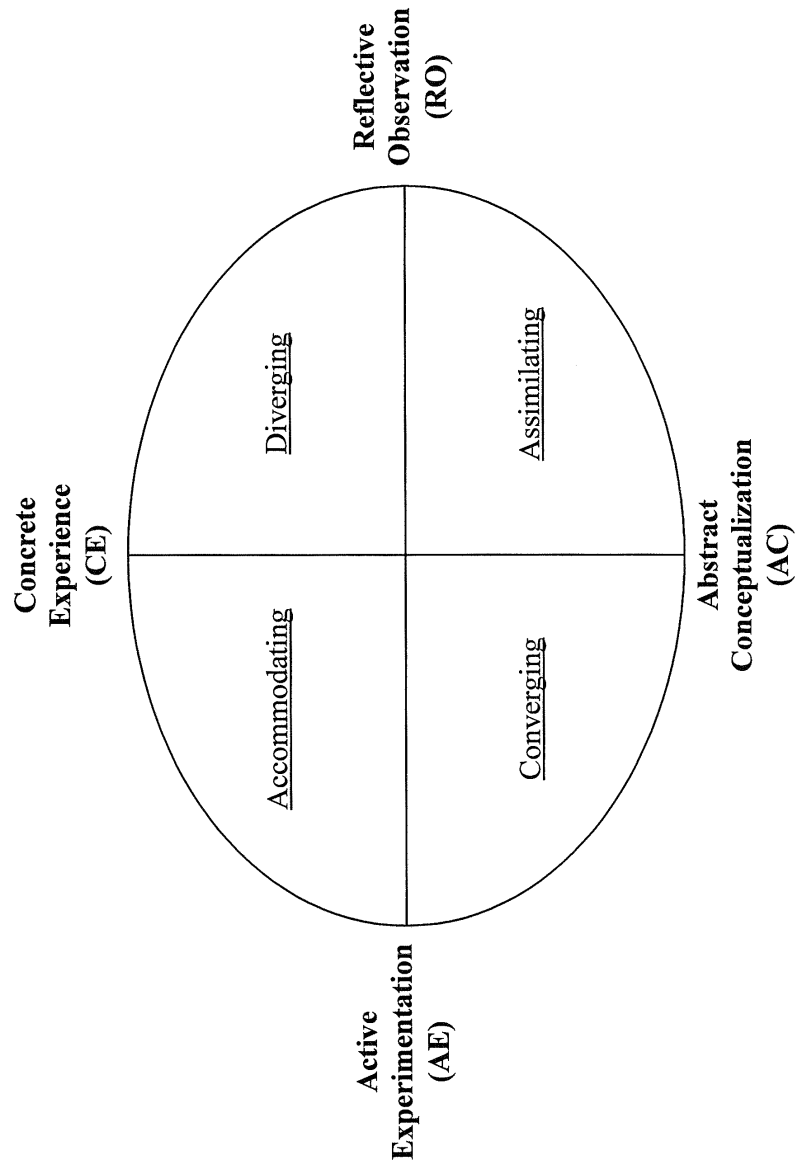 Concrete
Experience
(CE)
Accommodating
Diverging
Active
Experimentation
(AE)
Reflective
Observation
(RO)
Converging
Assimilating
Abstract
Conceptualization
(AC)